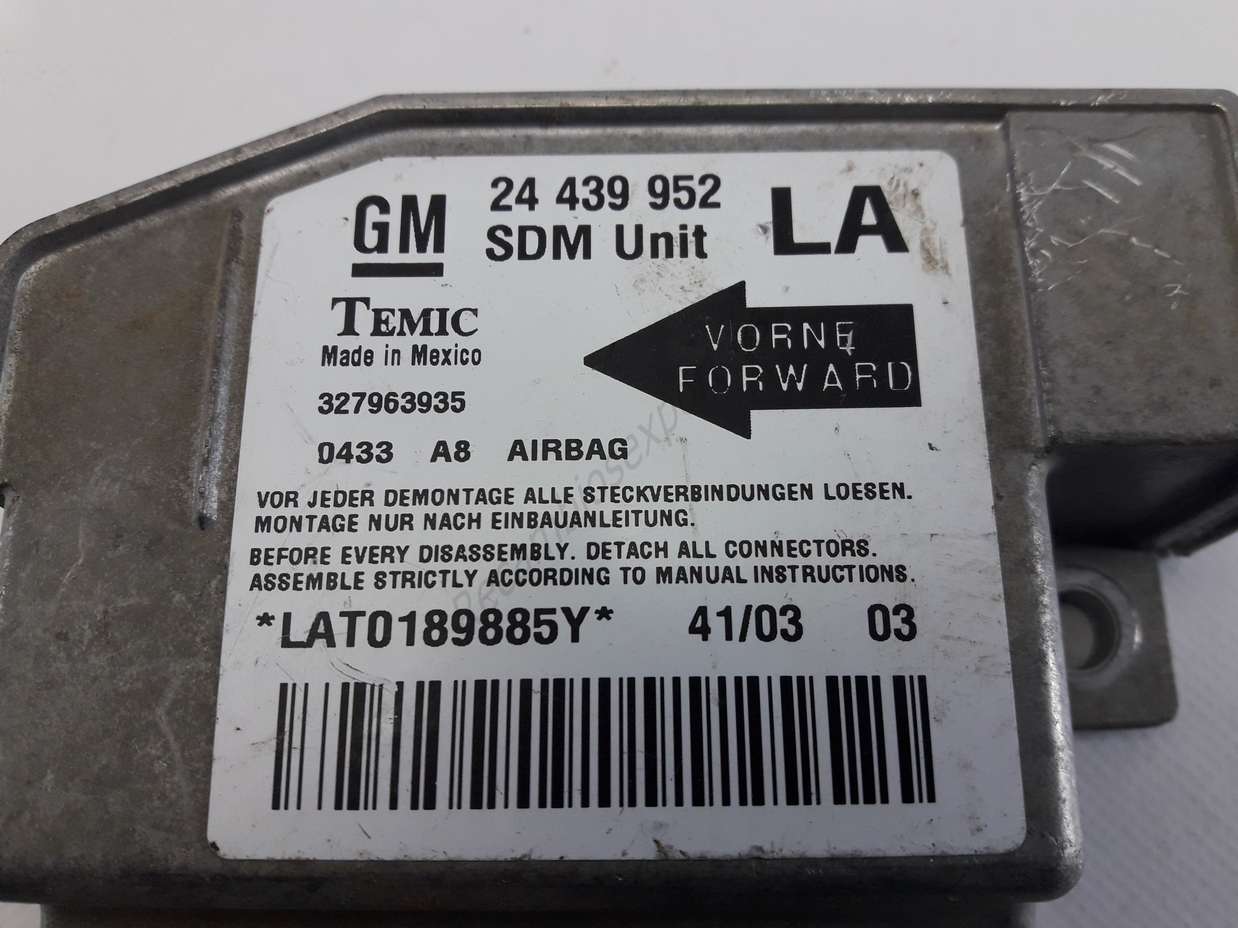 GM 24 439 952 LA
SDM Unit
TEMIC
Made in Mexico
VORNE
FORWARD
327963935
0433 A8 AIRBAG
VOR JEDER DEMONTAGE ALLE STECKVERBINDUNGEN LOESEN.
MONTAGE NUR NACH EINBAUANLEITUNG.
BEFORE EVERY DISASSEMBLY. DETACH ALL CONNECTORS.
ASSEMBLE STRICTLY ACCORDING TO MANUAL INSTRUCTIONS.
*LAT0189885Y* 41/03 03